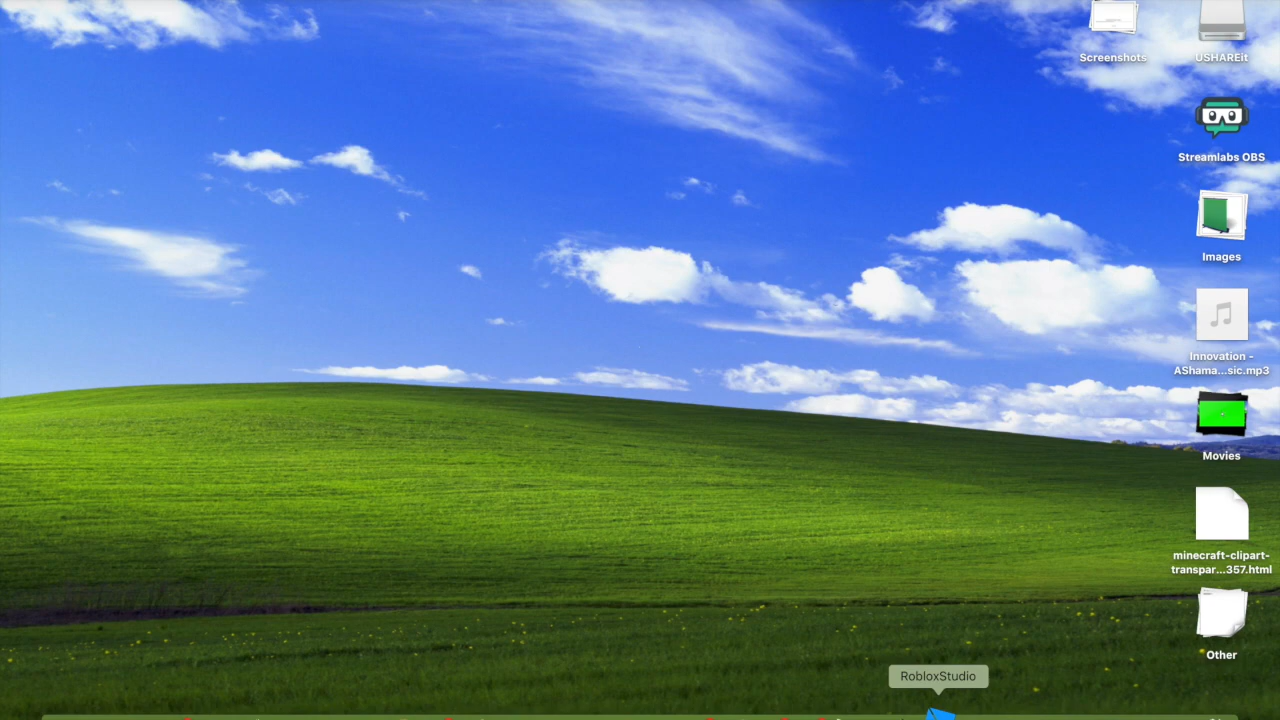 Screenshots
USHAREit
Streamlabs OBS
Images
Innovation -
AShama...sic.mp3
Movies
minecraft-clipart-
transpar...357.html
Other
RobloxStudio